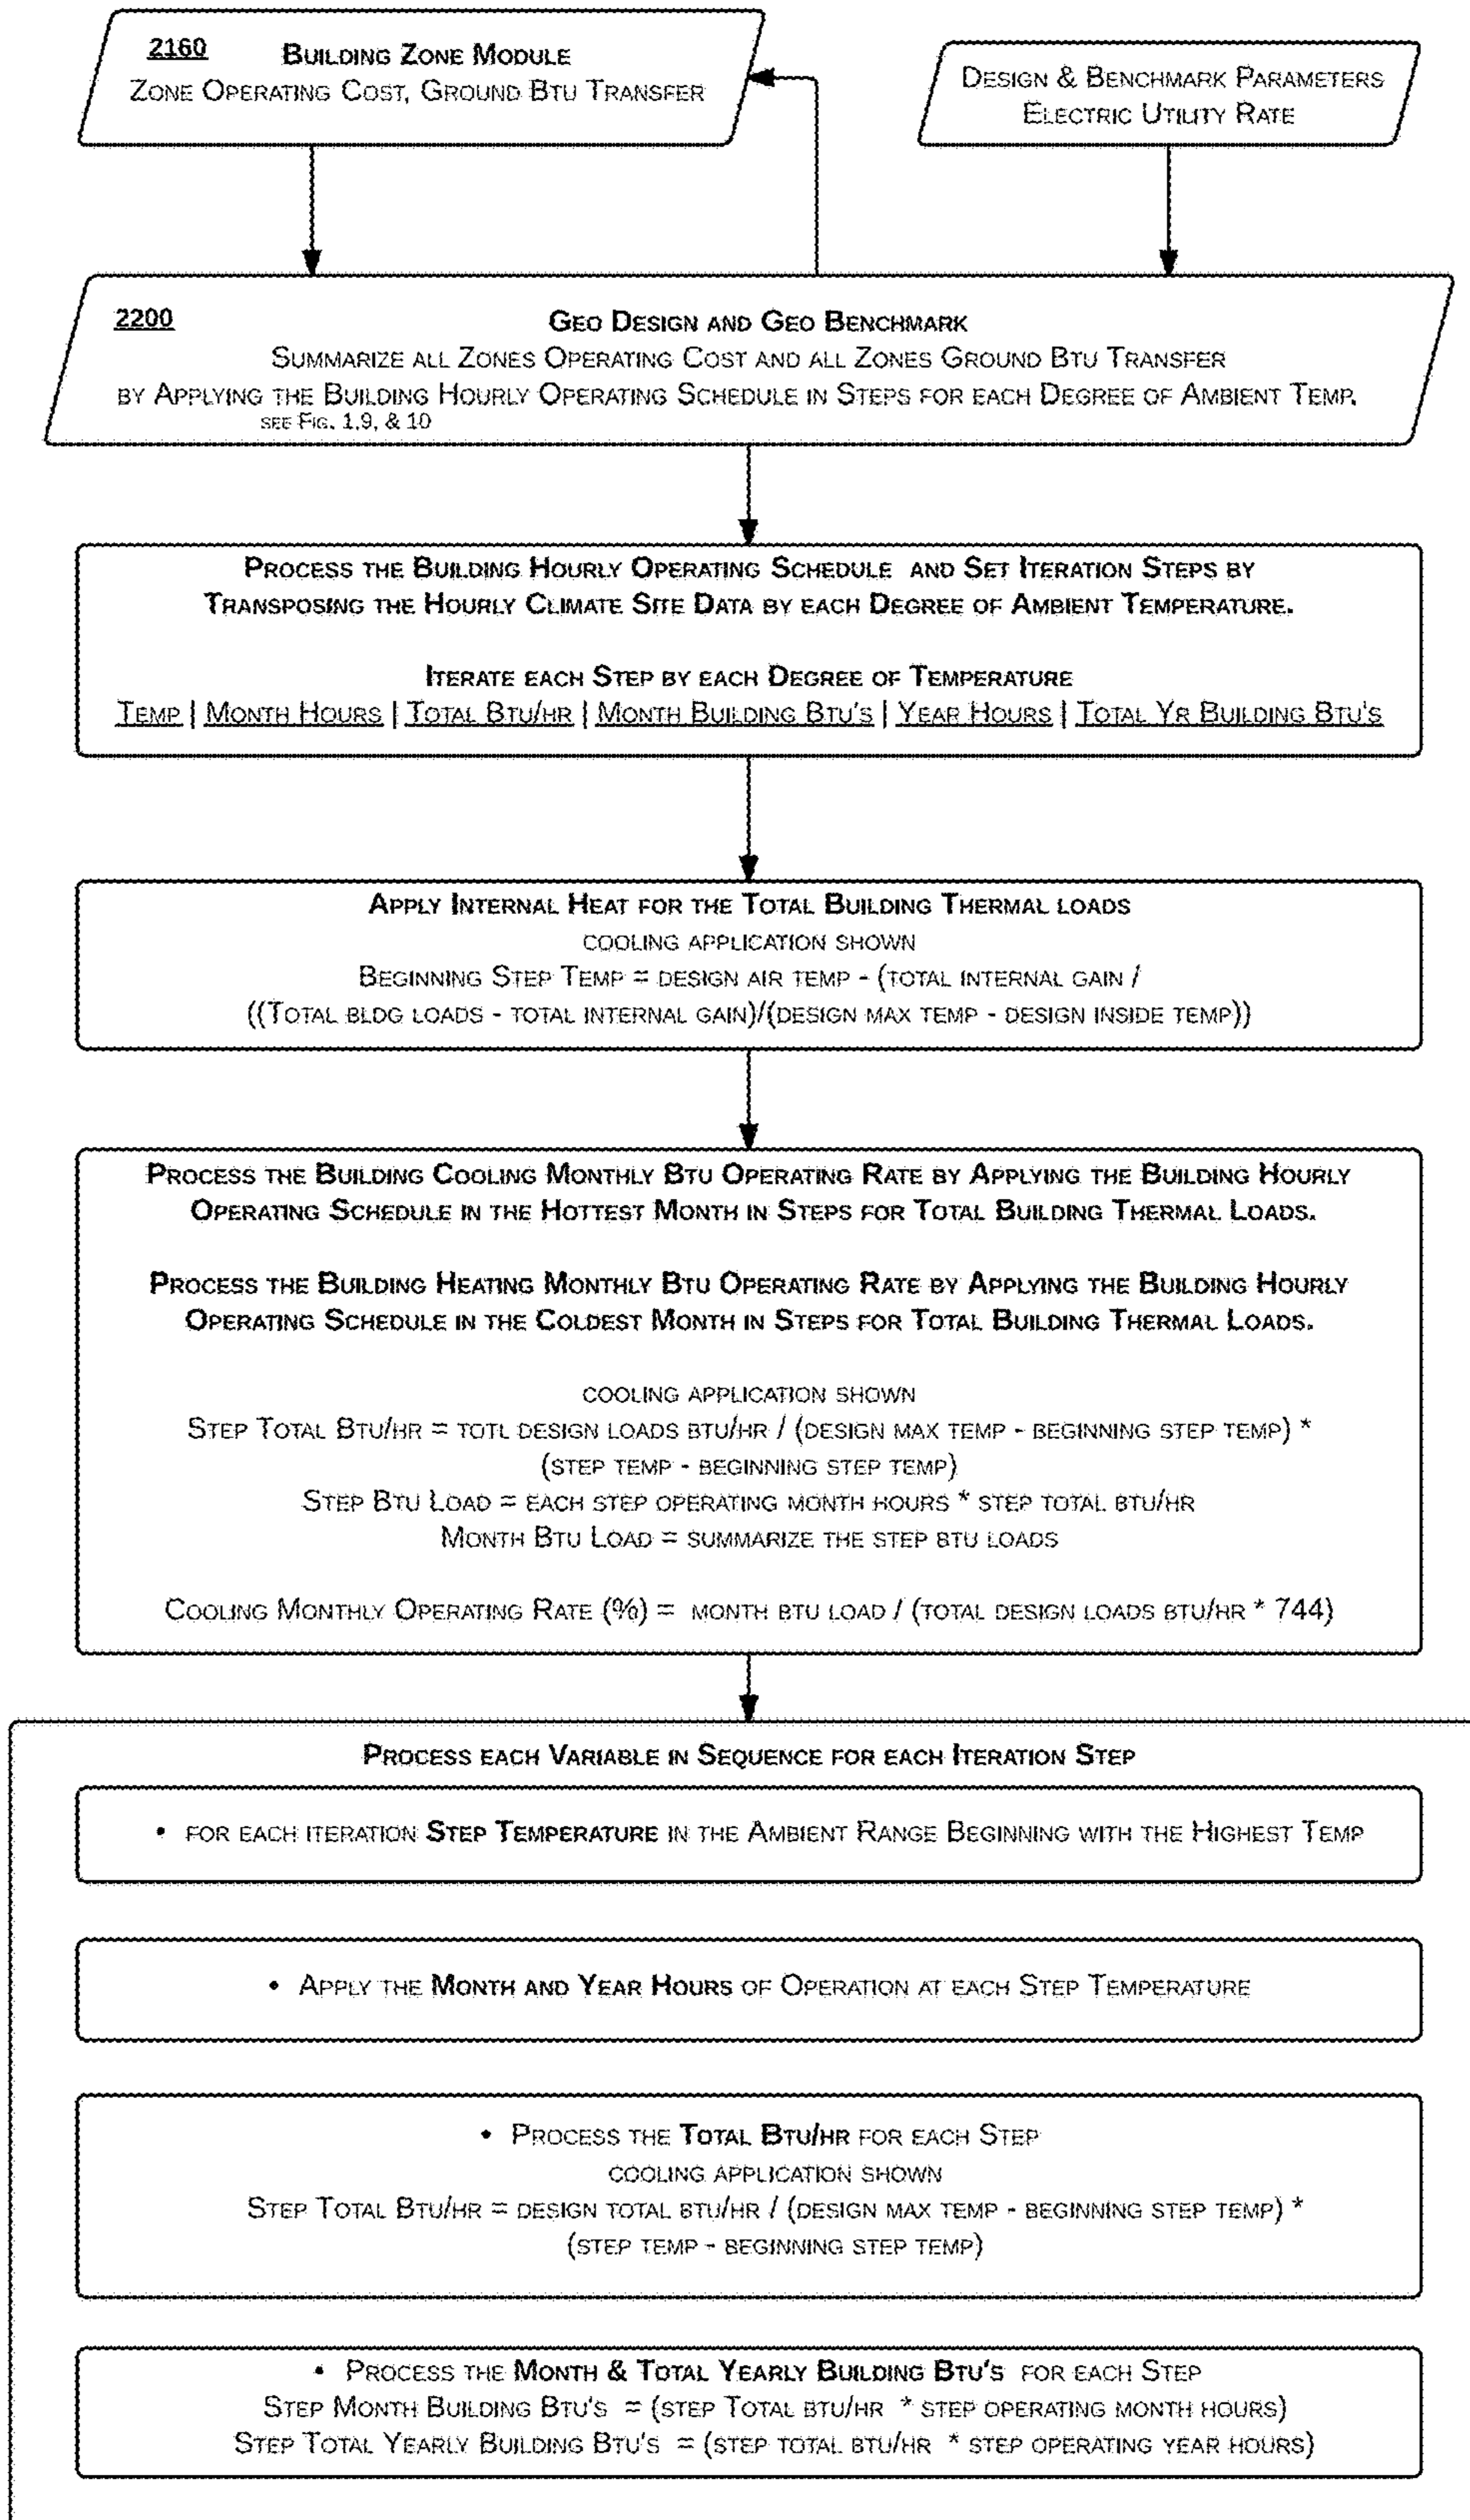 2160 Building Zone Module
Zone Operating Cost, Ground Btu Transfer
Design & Benchmark Parameters
Electric Utility Rate
2200 Geo Design and Geo Benchmark
Summarize all Zones Operating Cost and all Zones Ground Btu Transfer
by Applying the Building Hourly Operating Schedule in Steps for each Degree of Ambient Temp.
see Fig. 1,9, & 10
Process the Building Hourly Operating Schedule and Set Iteration Steps by
Transposing the Hourly Climate Site Data by each Degree of Ambient Temperature.
Iterate each Step by each Degree of Temperature
Temp | Month Hours | Total Btu/hr | Month Building Btu's | Year Hours | Total Yr Building Btu's
Apply Internal Heat for the Total Building Thermal loads
cooling application shown
Beginning Step Temp = design air temp - (total internal gain /
((Total bldg loads - total internal gain)/(design max temp - design inside temp))
Process the Building Cooling Monthly Btu Operating Rate by Applying the Building Hourly
Operating Schedule in the Hottest Month in Steps for Total Building Thermal Loads.
Process the Building Heating Monthly Btu Operating Rate by Applying the Building Hourly
Operating Schedule in the Coldest Month in Steps for Total Building Thermal Loads.
cooling application shown
Step Total Btu/hr = totl design loads btu/hr / (design max temp - beginning step temp) *
(step temp - beginning step temp)
Step Btu Load = each step operating month hours * step total btu/hr
Month Btu Load = summarize the step btu loads
Cooling Monthly Operating Rate (%) = month btu load / (total design loads btu/hr * 744)
Process each Variable in Sequence for each Iteration Step
• for each iteration Step Temperature in the Ambient Range Beginning with the Highest Temp
• Apply the Month and Year Hours of Operation at each Step Temperature
• Process the Total Btu/hr for each Step
cooling application shown
Step Total Btu/hr = design total btu/hr / (design max temp - beginning step temp) *
(step temp - beginning step temp)
• Process the Month & Total Yearly Building Btu's for each Step
Step Month Building Btu's = (step Total btu/hr * step operating month hours)
Step Total Yearly Building Btu's = (step total btu/hr * step operating year hours)